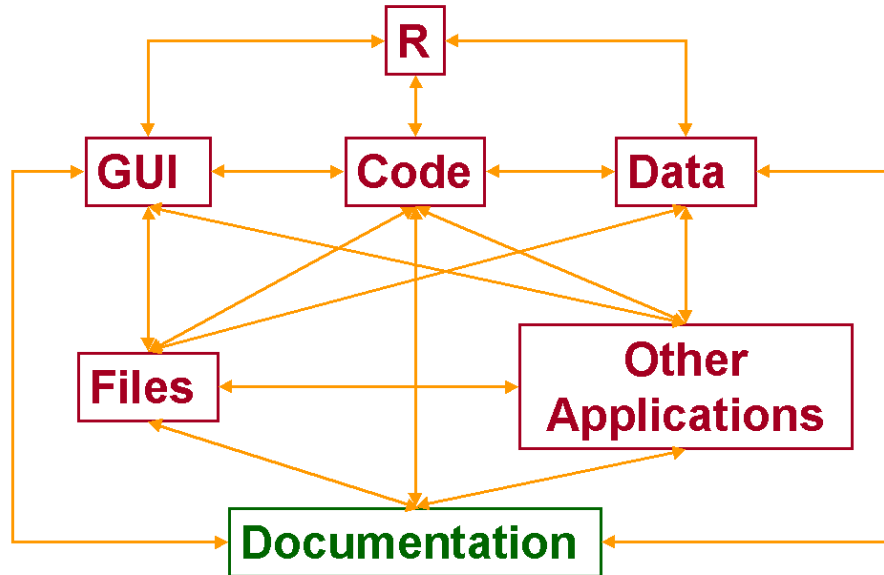 R
GUI
Code
Data
Files
Other
Applications
Documentation